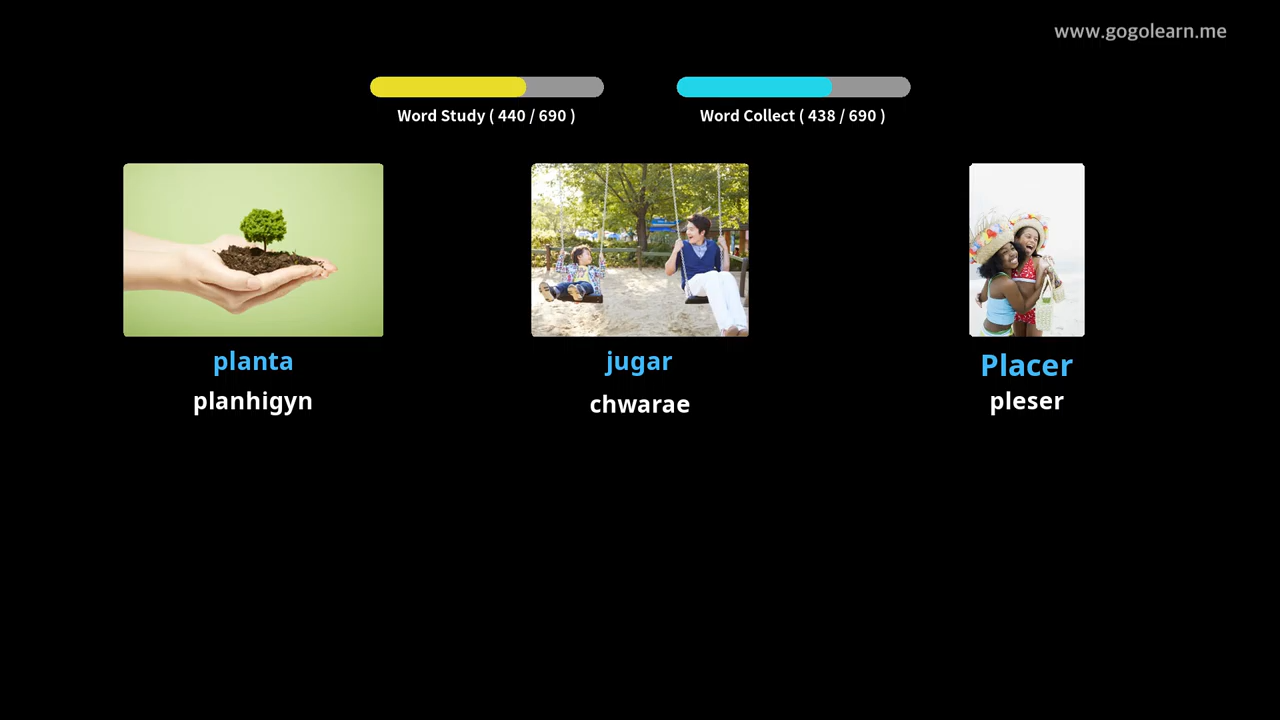 www.gogolearn.me
Word Study ( 440 / 690 )
Word Collect ( 438 / 690 )
planta
planhigyn
jugar
chwarae
Placer
pleser